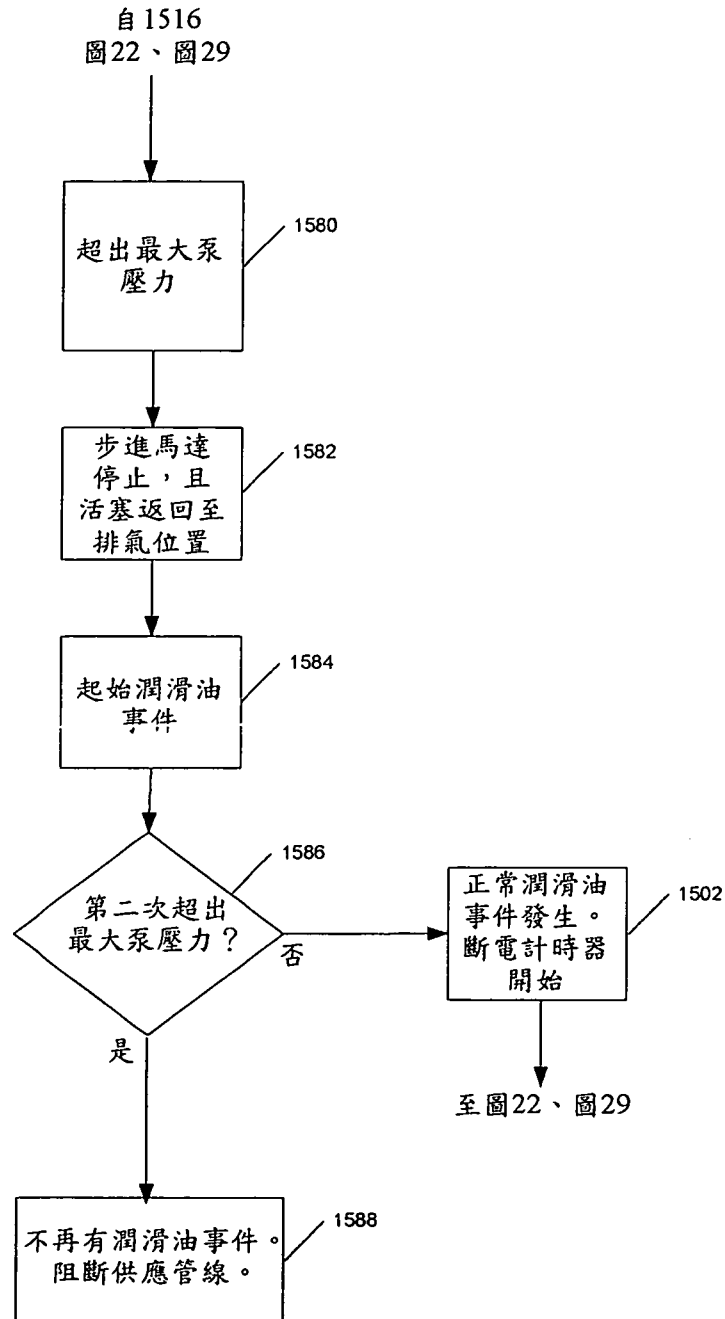 自1516
圖22、圖29
超出最大泵
壓力
1580
步進馬達
停止，且
活塞返回至
排氣位置
1582
起始潤滑油
事件
1584
第二次超出
最大泵壓力？
1586
否
是
正常潤滑油
事件發生。
斷電計時器
開始
1502
至圖22、圖29
不再有潤滑油事件。
阻斷供應管線。
1588